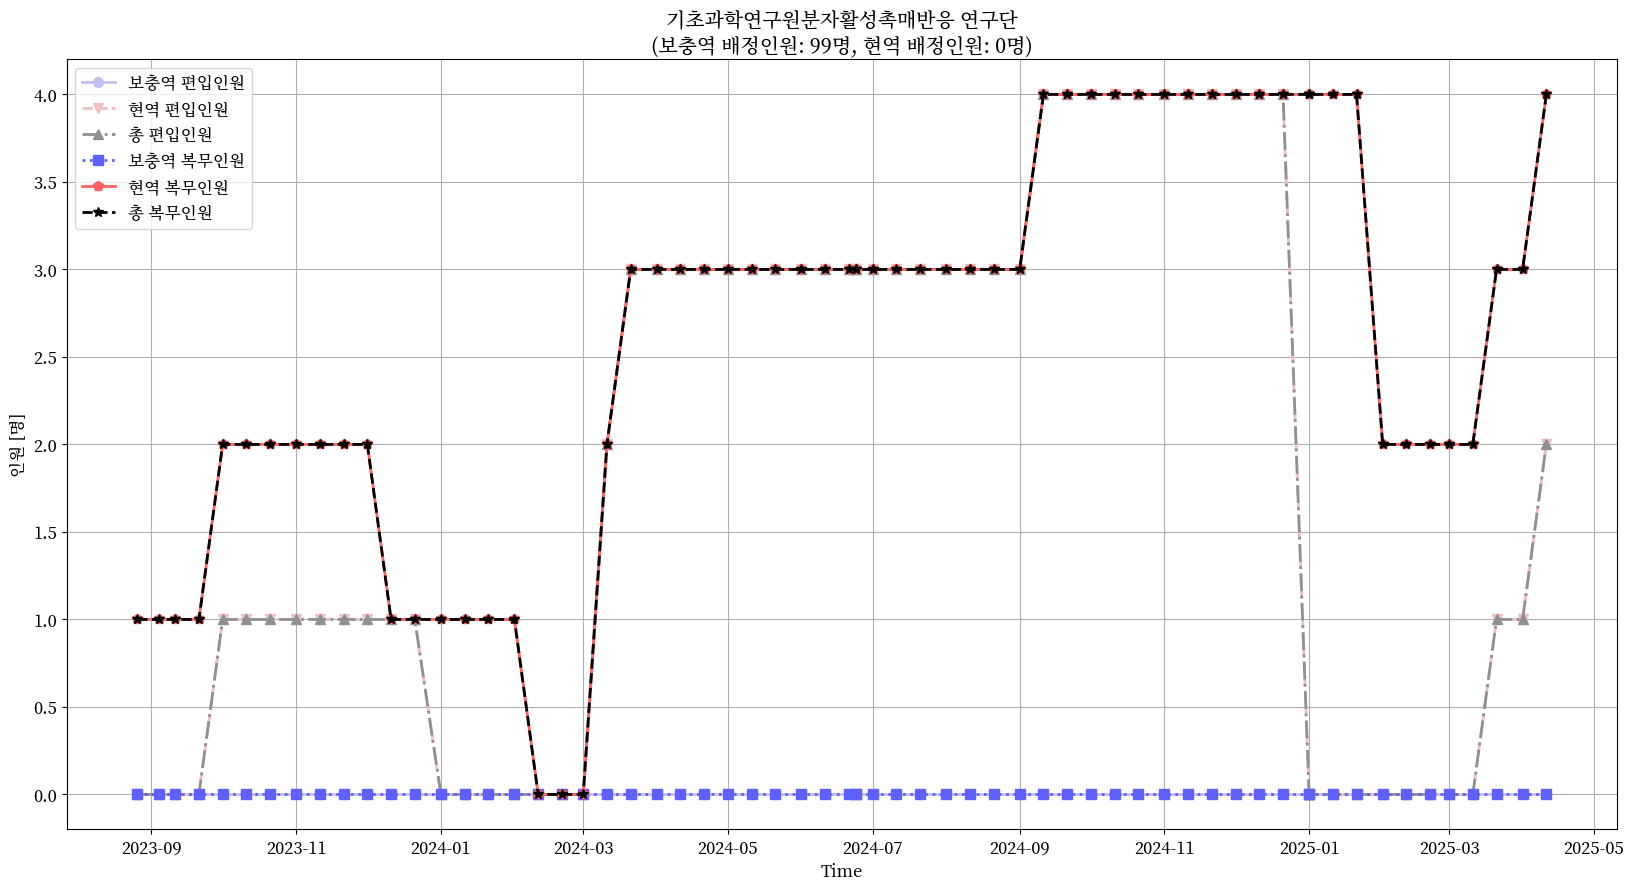 기초과학연구원분자활성촉매반응 연구단
(보충역 배정인원: 99명, 현역 배정인원: 0명)
보충역 편입인원
현역 편입인원
총 편입인원
보충역 복무인원
현역 복무인원
총 복무인원
4.0
3.5
3.0
2.5
2.0
1.5
1.0
0.5
0.0
인원 [명]
2023-09 2023-11 2024-01 2024-03 2024-05 2024-07 2024-09 2024-11 2025-01 2025-03 2025-05
Time